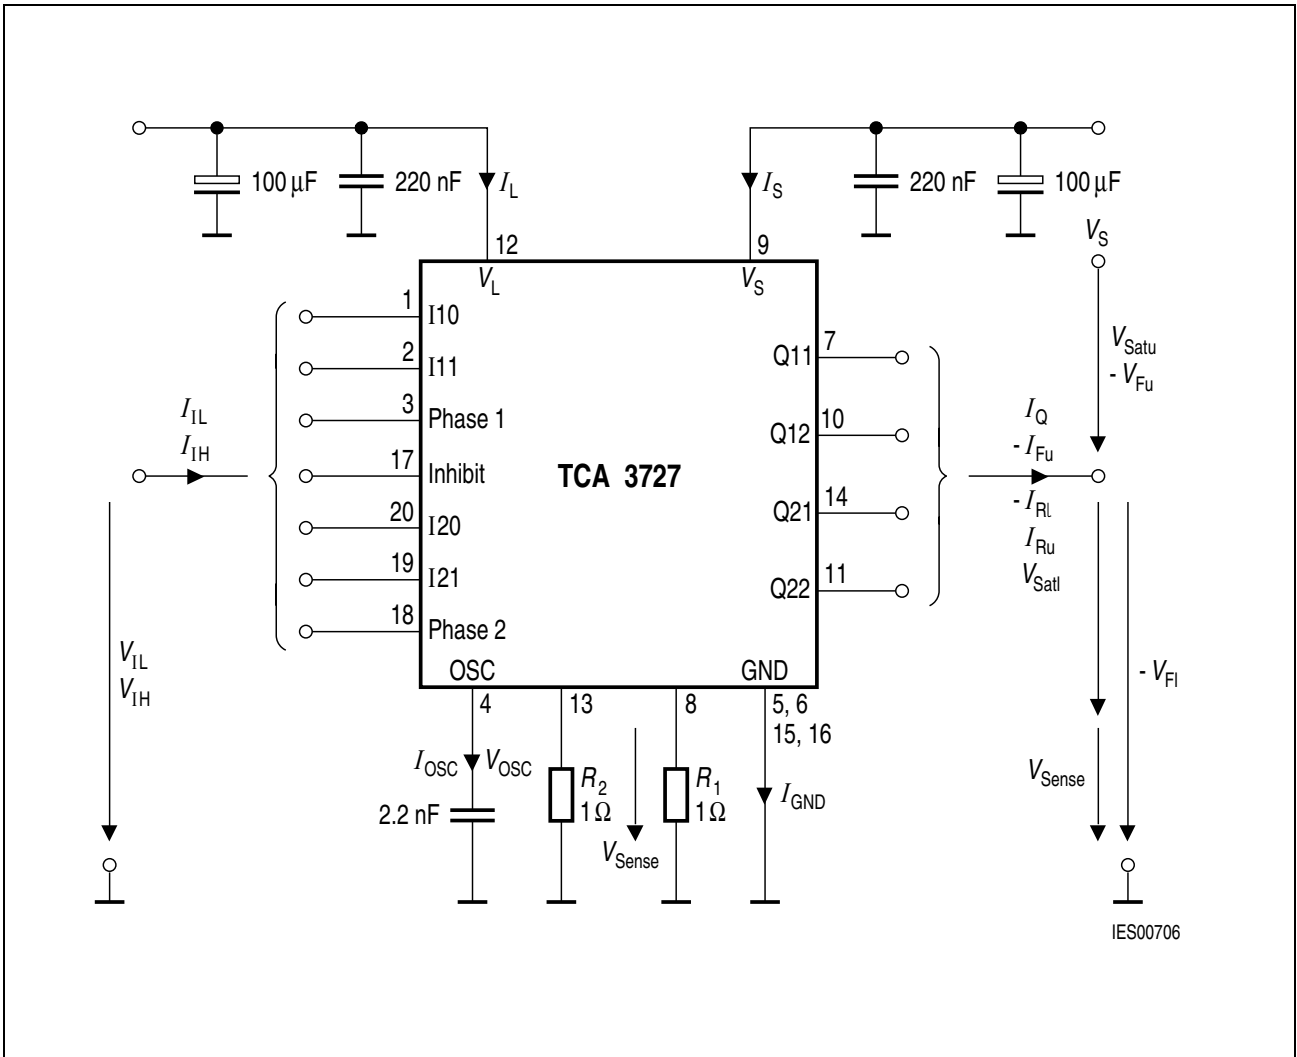 100 µF
220 nF
I_L
I_S
220 nF
100 µF
12
9
V_S
V_L
V_S
1
I10
2
I11
3
Phase 1
17
Inhibit
20
I20
19
I21
18
Phase 2
TCA 3727
7
Q11
10
Q12
14
Q21
11
Q22
I_IL
I_IH
V_IL
V_IH
V_Satu
- V_Fu
I_Q
- I_Fu
- I_Rl
I_Ru
V_Satl
- V_Fl
V_Sense
OSC
GND
4
13
8
5, 6
15, 16
I_OSC
V_OSC
2.2 nF
R_2
1Ω
V_Sense
R_1
1Ω
I_GND
IES00706